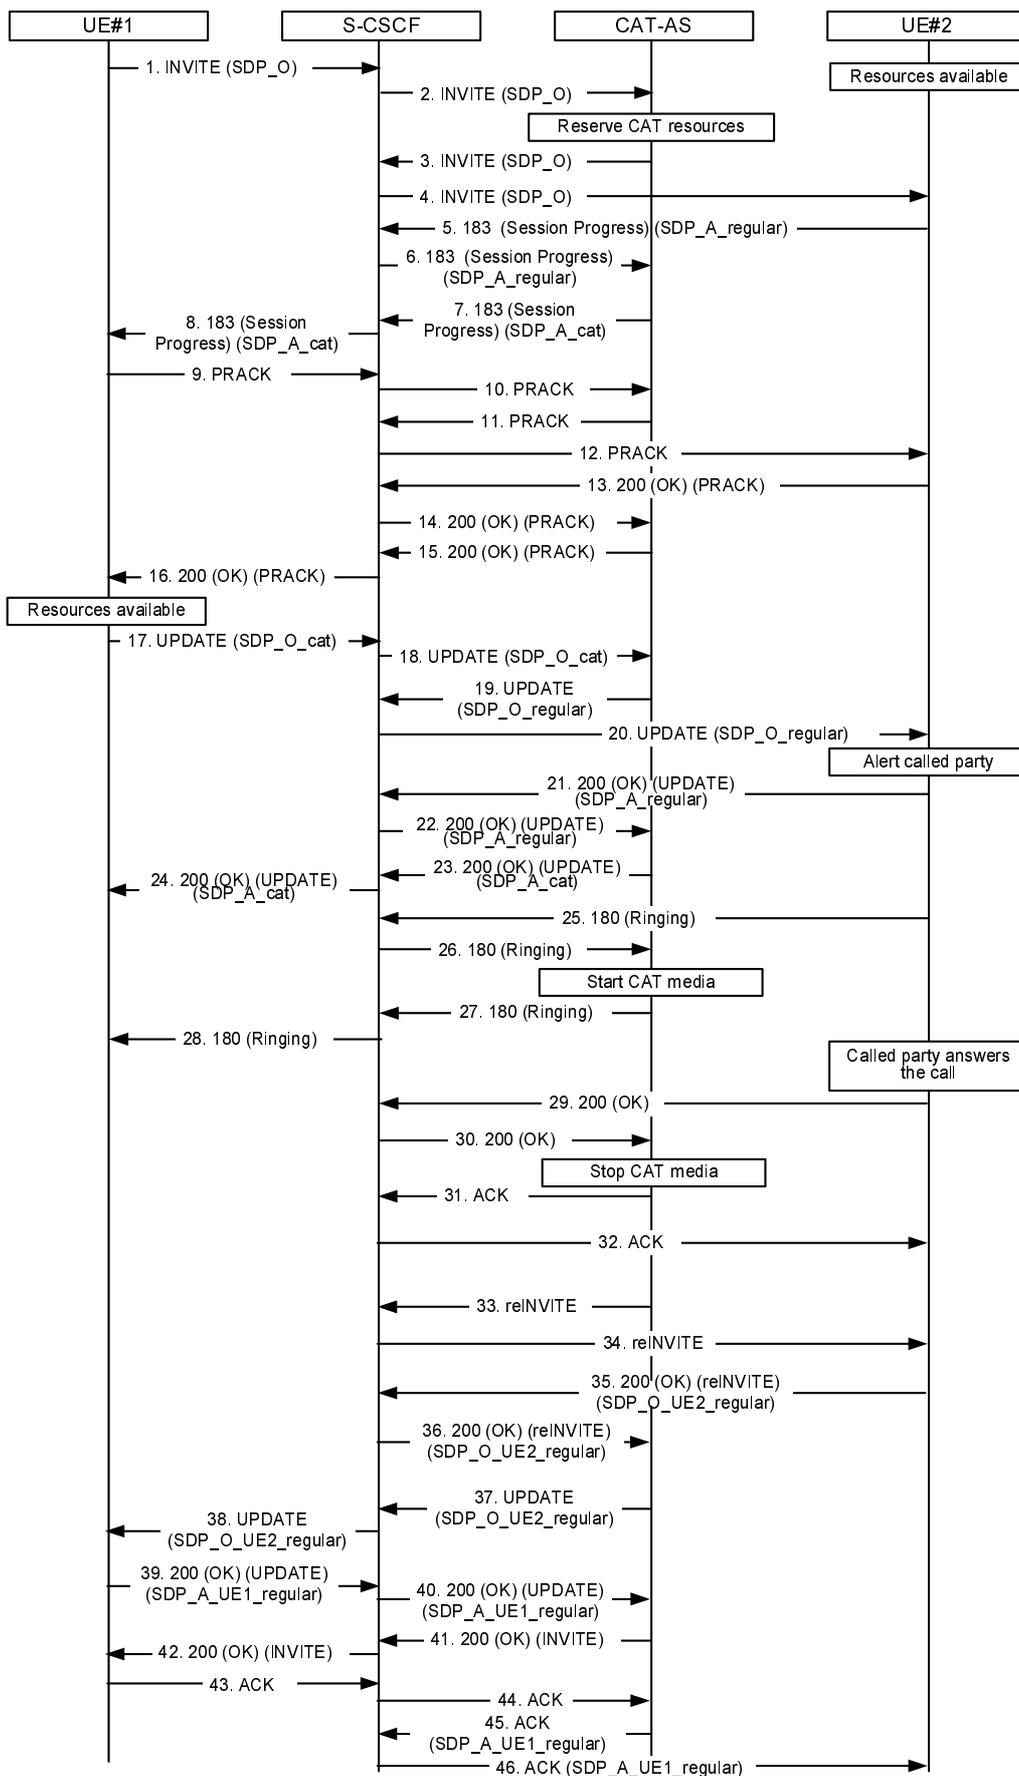 UE#1
S-CSCF
CAT-AS
UE#2
1. INVITE (SDP_O)
Resources available
2. INVITE (SDP_O)
Reserve CAT resources
3. INVITE (SDP_O)
4. INVITE (SDP_O)
5. 183 (Session Progress) (SDP_A_regular)
6. 183 (Session Progress)
(SDP_A_regular)
7. 183 (Session
Progress) (SDP_A_cat)
8. 183 (Session
Progress) (SDP_A_cat)
9. PRACK
10. PRACK
11. PRACK
12. PRACK
13. 200 (OK) (PRACK)
14. 200 (OK) (PRACK)
15. 200 (OK) (PRACK)
16. 200 (OK) (PRACK)
Resources available
17. UPDATE (SDP_O_cat)
18. UPDATE (SDP_O_cat)
19. UPDATE
(SDP_O_regular)
20. UPDATE (SDP_O_regular)
Alert called party
21. 200 (OK) (UPDATE)
(SDP_A_regular)
22. 200 (OK) (UPDATE)
(SDP_A_regular)
23. 200 (OK) (UPDATE)
(SDP_A_cat)
24. 200 (OK) (UPDATE)
(SDP_A_cat)
25. 180 (Ringing)
26. 180 (Ringing)
Start CAT media
27. 180 (Ringing)
28. 180 (Ringing)
Called party answers
the call
29. 200 (OK)
30. 200 (OK)
Stop CAT media
31. ACK
32. ACK
33. reINVITE
34. reINVITE
35. 200 (OK) (reINVITE)
(SDP_O_UE2_regular)
36. 200 (OK) (reINVITE)
(SDP_O_UE2_regular)
37. UPDATE
(SDP_O_UE2_regular)
38. UPDATE
(SDP_O_UE2_regular)
39. 200 (OK) (UPDATE)
(SDP_A_UE1_regular)
40. 200 (OK) (UPDATE)
(SDP_A_UE1_regular)
41. 200 (OK) (INVITE)
42. 200 (OK) (INVITE)
43. ACK
44. ACK
45. ACK
(SDP_A_UE1_regular)
46. ACK (SDP_A_UE1_regular)